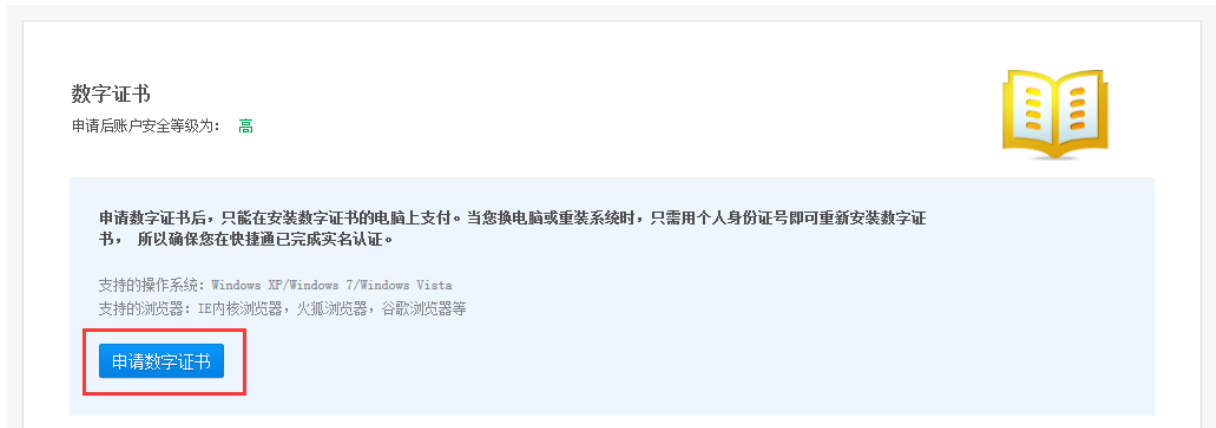 数字证书
申请后账户安全等级为： 高
申请数字证书后，只能在安装数字证书的电脑上支付。当您换电脑或重装系统时，只需用个人身份证号即可重新安装数字证
书， 所以确保您在快捷通已完成实名认证。
支持的操作系统：Windows XP/Windows 7/Windows Vista
支持的浏览器：IE内核浏览器，火狐浏览器，谷歌浏览器等
申请数字证书